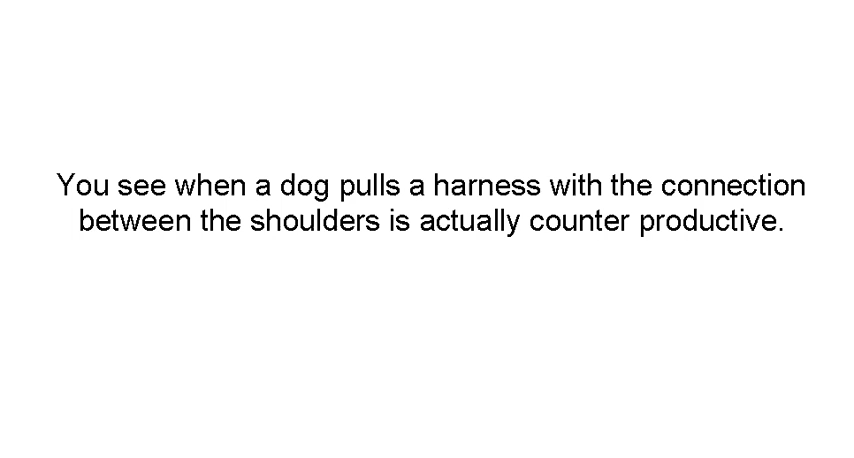 You see when a dog pulls a harness with the connection
between the shoulders is actually counter productive.